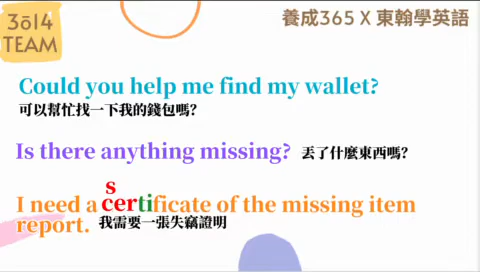 3ō14
TEAM
養成365 X 東翰學英語
Could you help me find my wallet?
可以幫忙找一下我的錢包嗎?
Is there anything missing? 丟了什麼東西嗎?
s
I need a certificate of the missing item
report. 我需要一張失竊證明